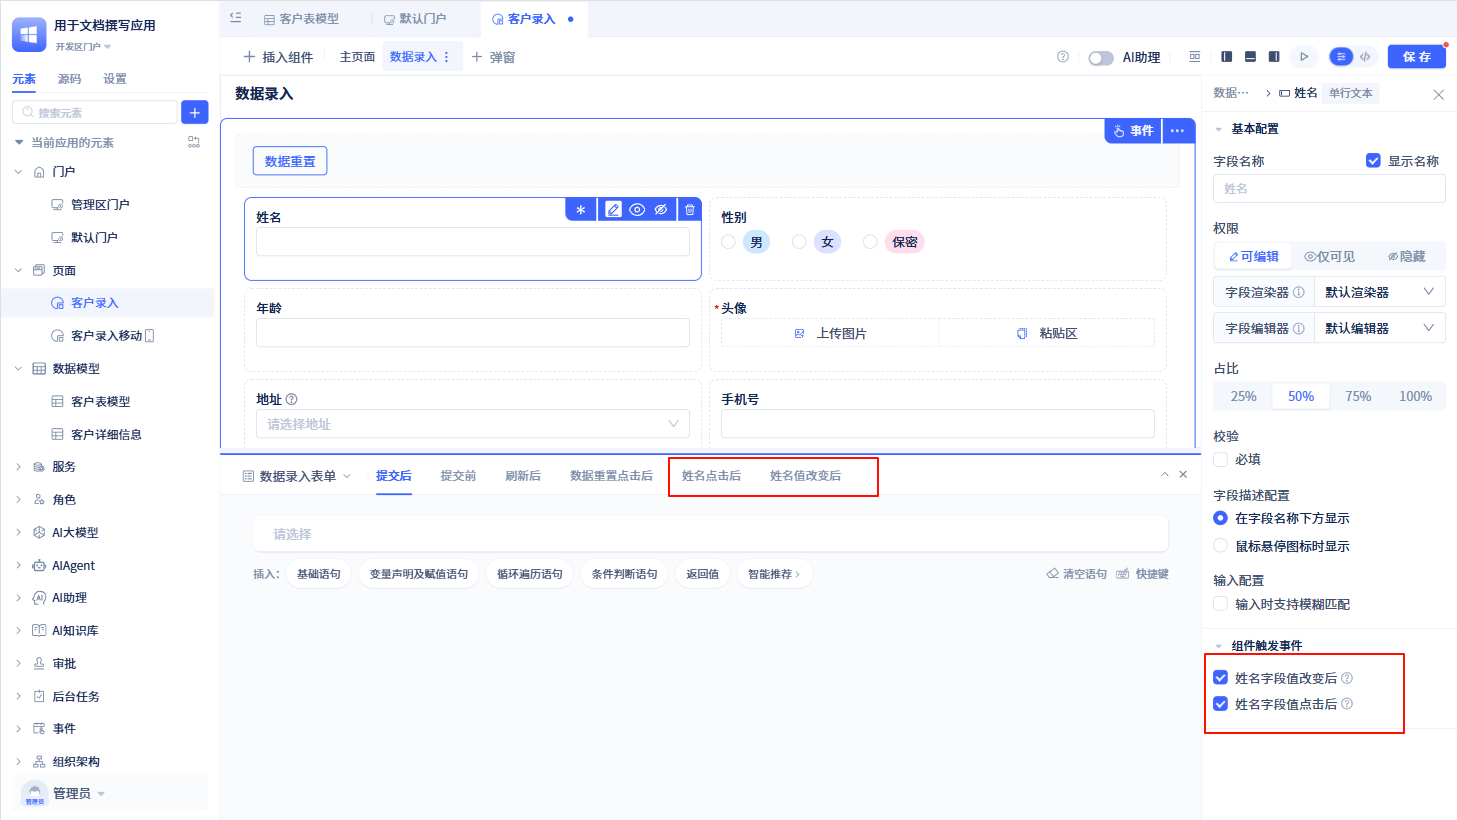 用于文档撰写应用
开发区门户
元素
源码
设置
搜索元素
当前应用的元素
门户
管理区门户
默认门户
页面
客户录入
客户录入移动
数据模型
客户表模型
客户详细信息
服务
角色
AI大模型
AIAgent
AI助理
AI知识库
审批
后台任务
事件
组织架构
管理员
管理员
客户表模型
默认门户
客户录入
插入组件
主页面
数据录入
弹窗
AI助理
保存
数据录入
事件
数据重置
姓名
性别
男
女
保密
年龄
*头像
上传图片
粘贴区
地址
请选择地址
手机号
数据录入表单
提交后
提交前
刷新后
数据重置点击后
姓名点击后
姓名值改变后
请选择
插入：
基础语句
变量声明及赋值语句
循环遍历语句
条件判断语句
返回值
智能推荐
清空语句
快捷键
数据···
姓名
单行文本
基本配置
字段名称
显示名称
姓名
权限
可编辑
仅可见
隐藏
字段渲染器
默认渲染器
字段编辑器
默认编辑器
占比
25%
50%
75%
100%
校验
必填
字段描述配置
在字段名称下方显示
鼠标悬停图标时显示
输入配置
输入时支持模糊匹配
组件触发事件
姓名字段值改变后
姓名字段值点击后